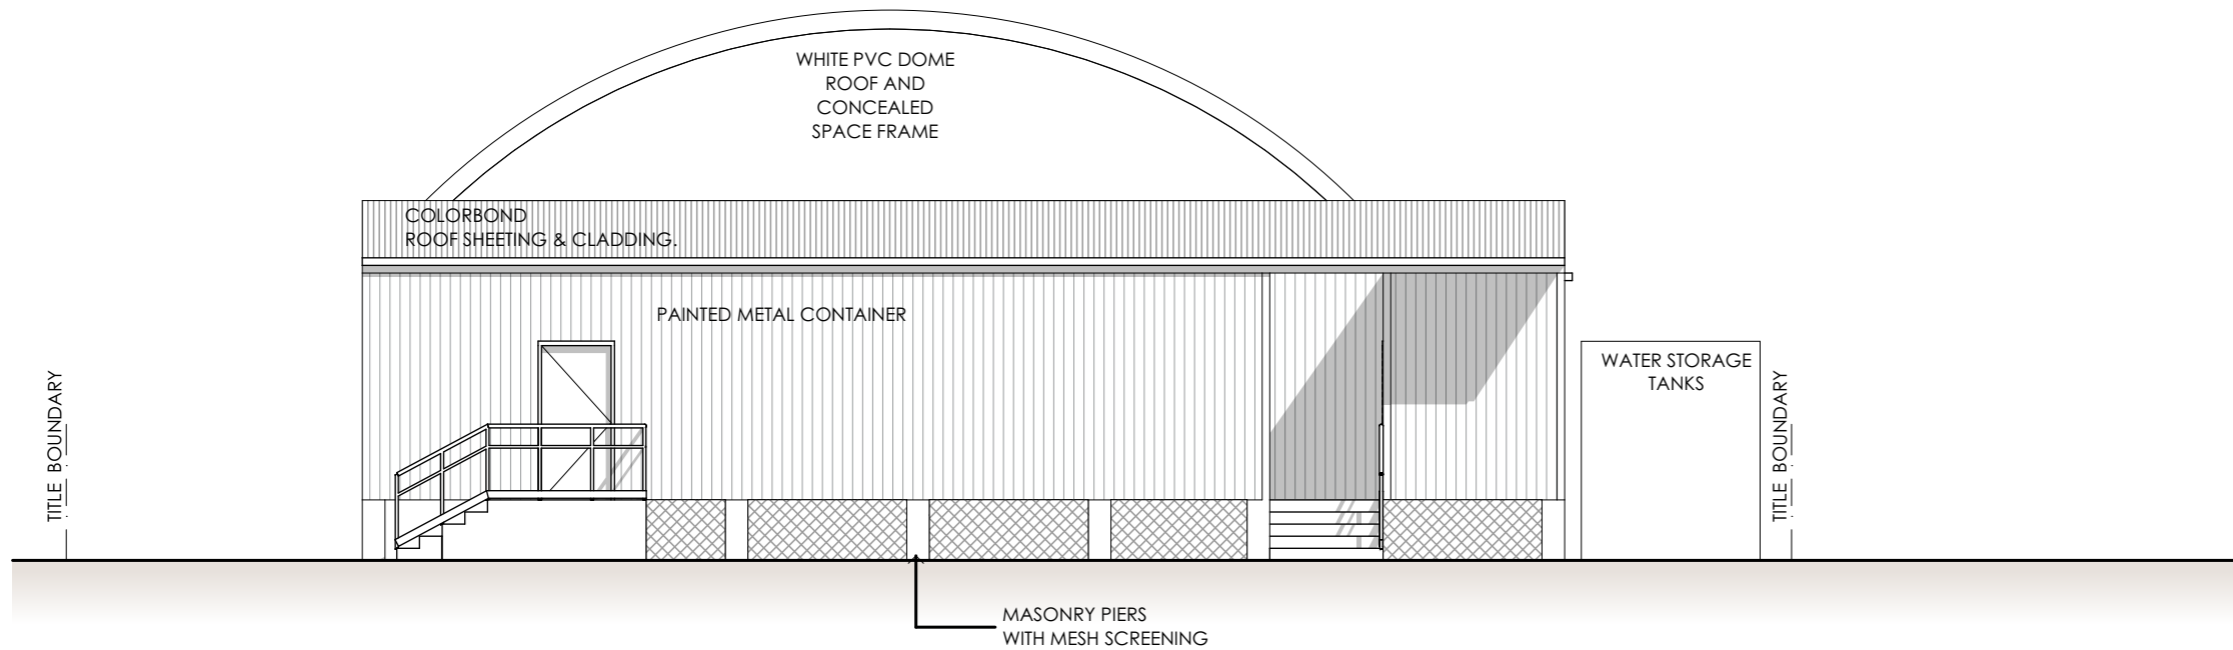 WHITE PVC DOME
ROOF AND
CONCEALED
SPACE FRAME
COLORBOND
ROOF SHEETING & CLADDING.
PAINTED METAL CONTAINER
WATER STORAGE
TANKS
TITLE BOUNDARY
TITLE BOUNDARY
MASONRY PIERS
WITH MESH SCREENING